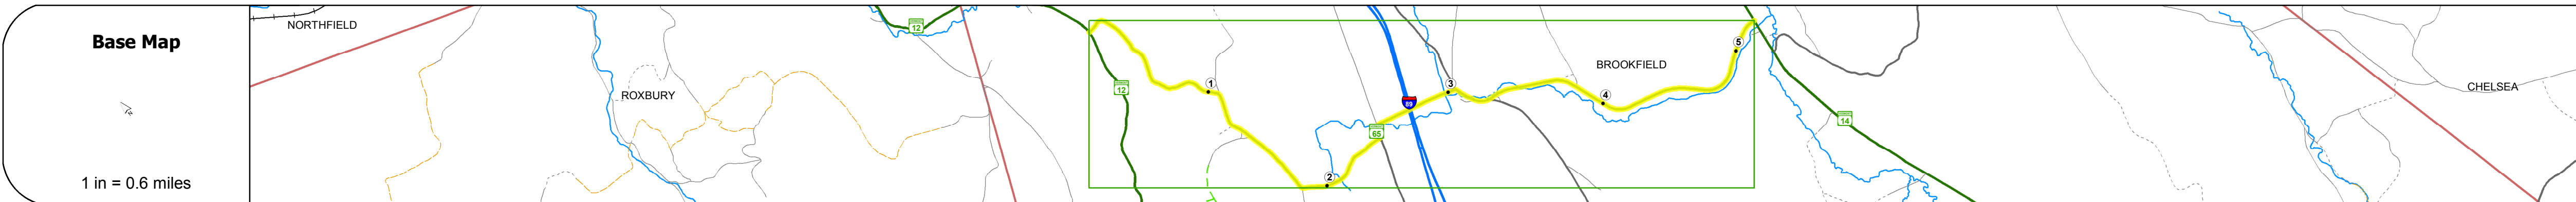 Base Map
1 in = 0.6 miles
NORTHFIELD
ROXBURY
12
12
1
2
65
89
3
BROOKFIELD
4
5
14
CHELSEA